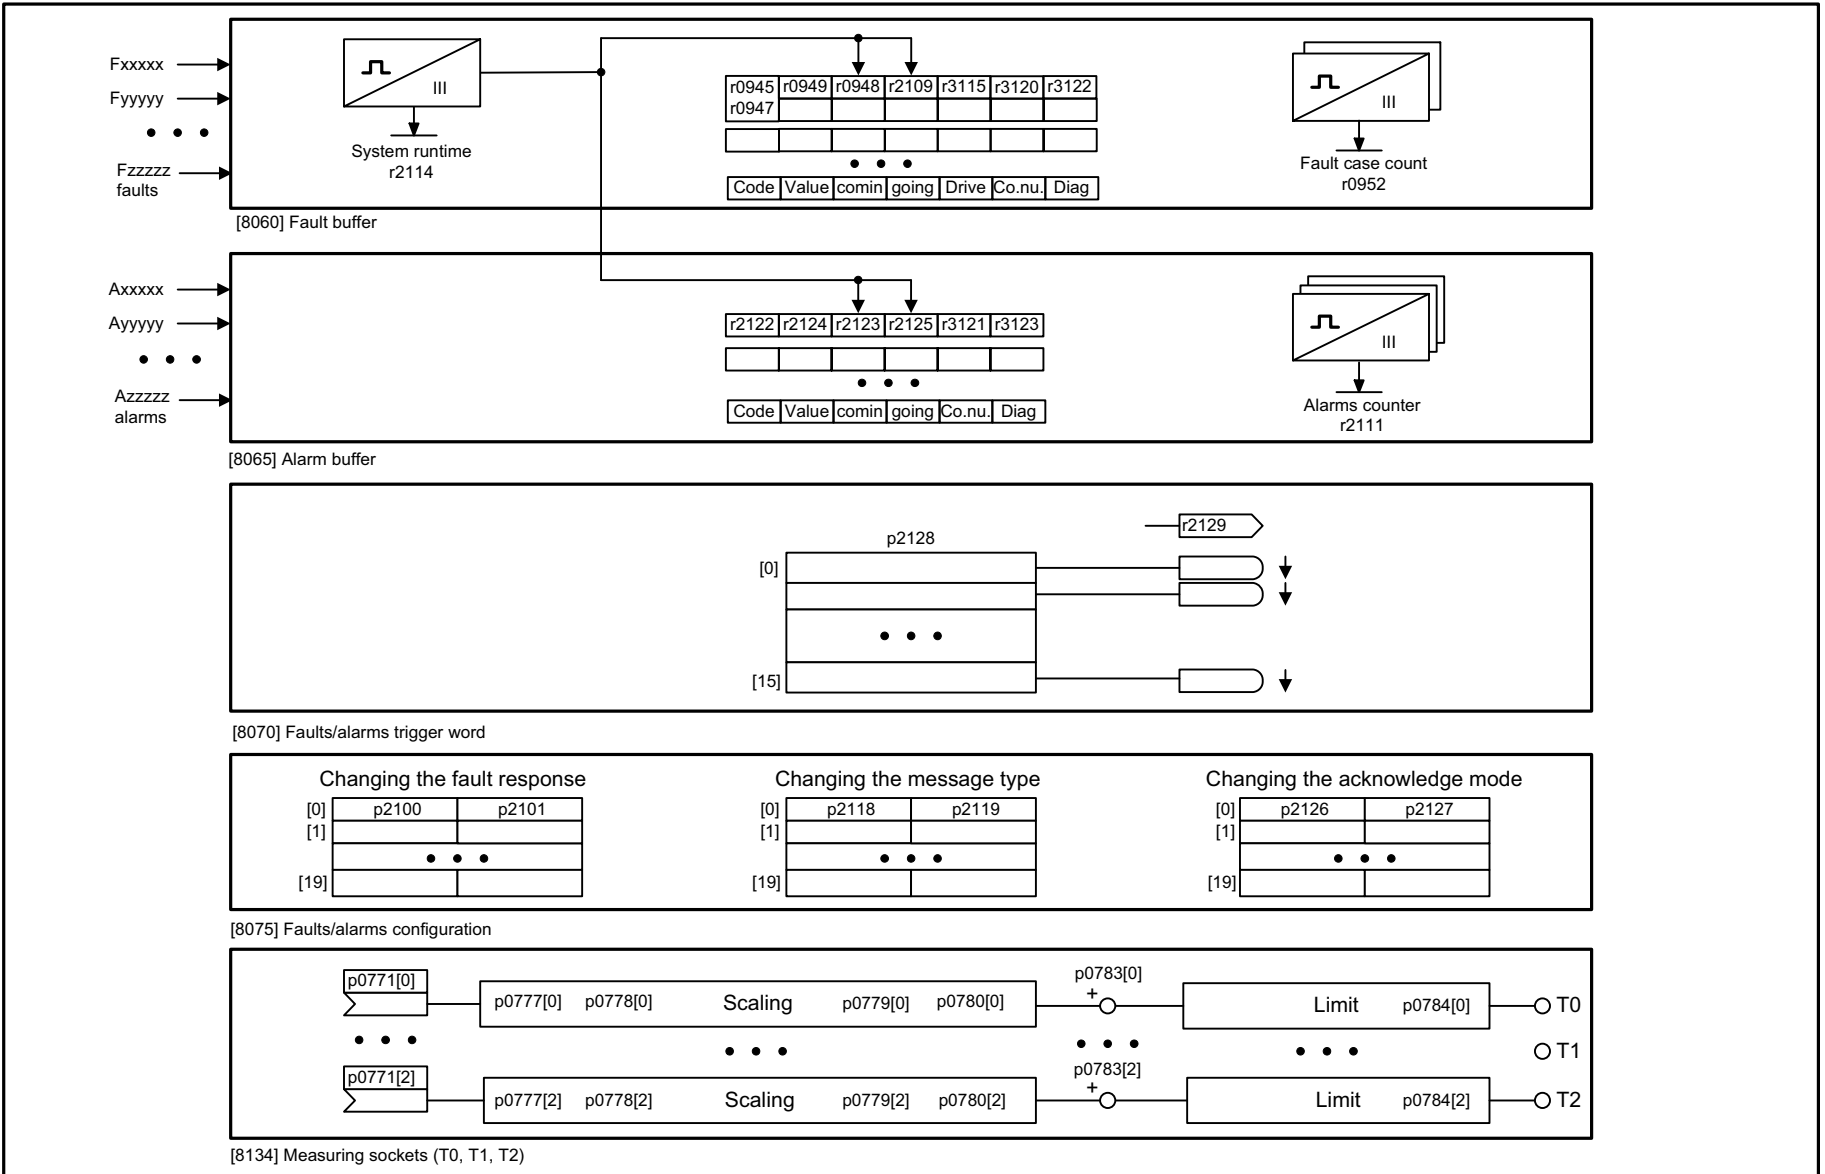 Fxxxxx
Fyyyyy
Fzzzzz
faults
III
System runtime
r2114
r0945 r0949 r0948 r2109 r3115 r3120 r3122
r0947
Code Value comin going Drive Co.nu. Diag
III
Fault case count
r0952
[8060] Fault buffer
Axxxxx
Ayyyyy
Azzzzz
alarms
r2122 r2124 r2123 r2125 r3121 r3123
Code Value comin going Co.nu. Diag
III
Alarms counter
r2111
[8065] Alarm buffer
p2128
r2129
[0]
[15]
[8070] Faults/alarms trigger word
Changing the fault response
[0] p2100 p2101
[1]
[19]
Changing the message type
[0] p2118 p2119
[1]
[19]
Changing the acknowledge mode
[0] p2126 p2127
[1]
[19]
[8075] Faults/alarms configuration
p0771[0]
p0777[0] p0778[0] Scaling p0779[0] p0780[0]
p0783[0]
+
Limit p0784[0]
T0
T1
p0771[2]
p0777[2] p0778[2] Scaling p0779[2] p0780[2]
p0783[2]
+
Limit p0784[2]
T2
[8134] Measuring sockets (T0, T1, T2)